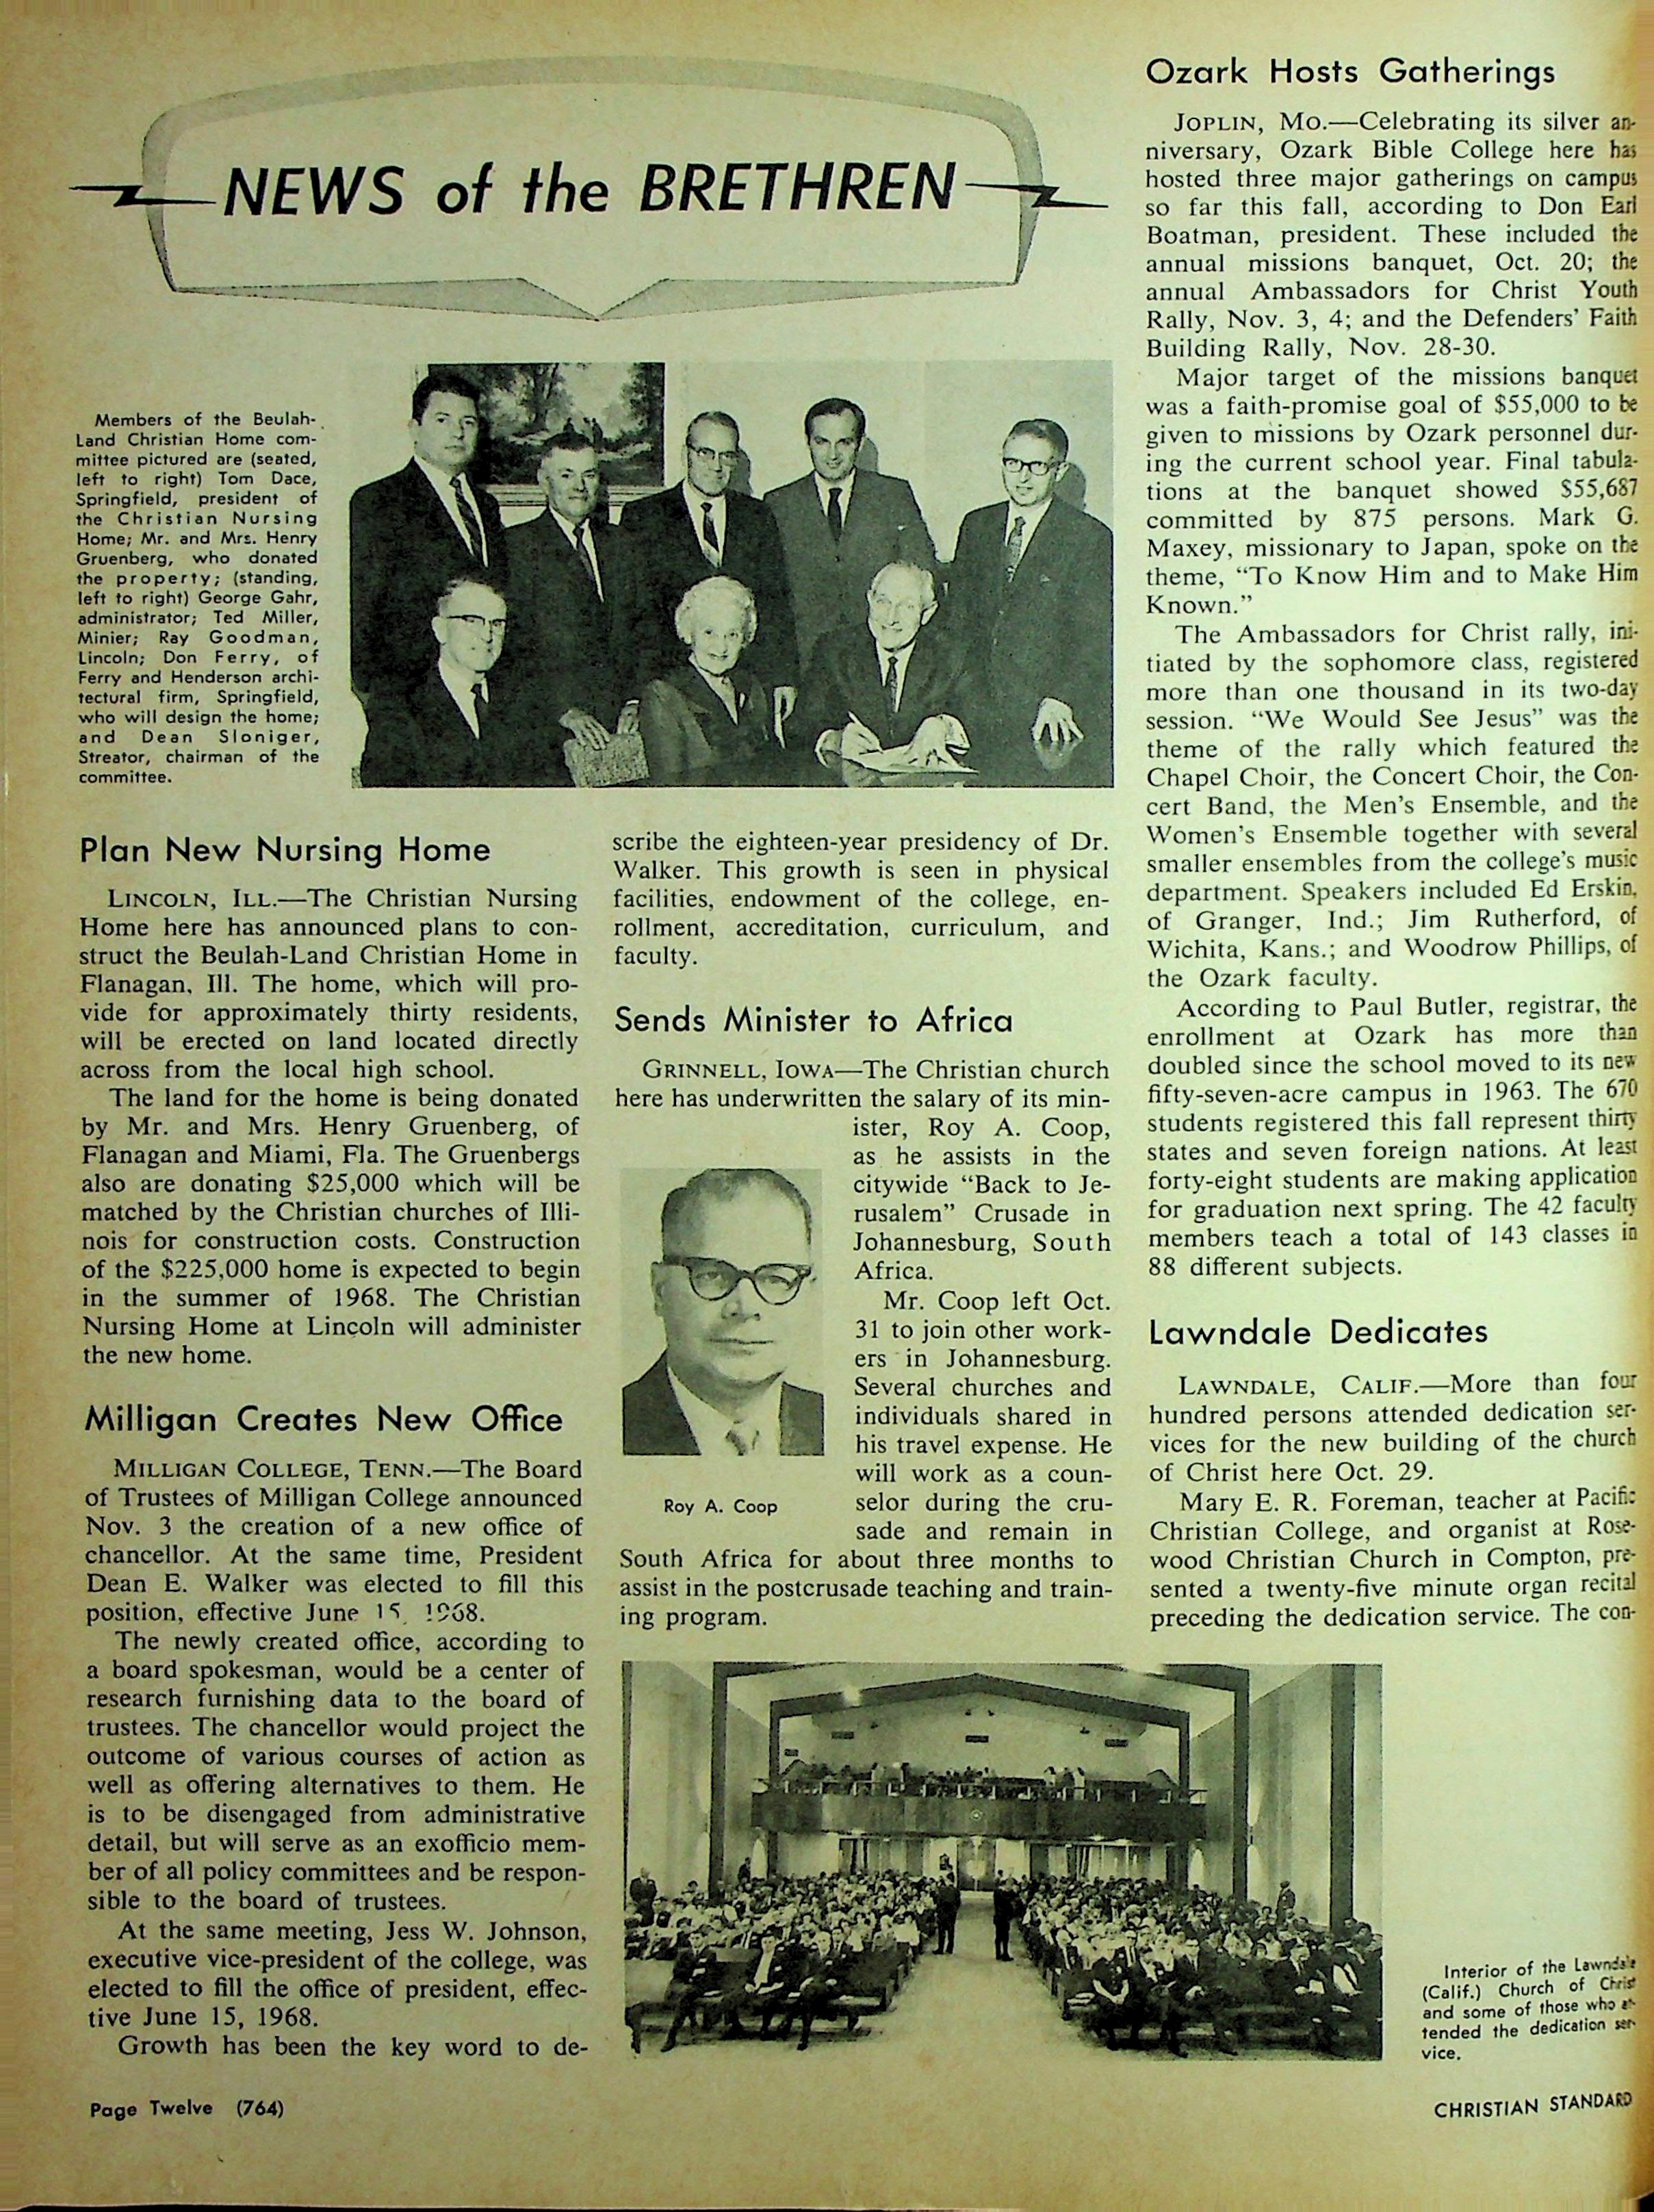 NEWS of the BRETHREN
Members of the Beulah-
Land Christian Home com-
mittee pictured are (seated,
left to right) Tom Dace,
Springfield, president of
the Christian Nursing
Home; Mr. and Mrs. Henry
Gruenberg, who donated
the property; (standing,
left to right) George Gahr,
administrator; Ted Miller,
Minier; Ray Goodman,
Lincoln; Don Ferry, of
Ferry and Henderson archi-
tectural firm, Springfield,
who will design the home;
and Dean Sloniger,
Streator, chairman of the
committee.
Plan New Nursing Home
LINCOLN, ILL.—The Christian Nursing
Home here has announced plans to con-
struct the Beulah-Land Christian Home in
Flanagan, Ill. The home, which will pro-
vide for approximately thirty residents,
will be erected on land located directly
across from the local high school.
The land for the home is being donated
by Mr. and Mrs. Henry Gruenberg, of
Flanagan and Miami, Fla. The Gruenbergs
also are donating $25,000 which will be
matched by the Christian churches of Illi-
nois for construction costs. Construction
of the $225,000 home is expected to begin
in the summer of 1968. The Christian
Nursing Home at Lincoln will administer
the new home.
Milligan Creates New Office
MILLIGAN COLLEGE, TENN.—The Board
of Trustees of Milligan College announced
Nov. 3 the creation of a new office of
chancellor. At the same time, President
Dean E. Walker was elected to fill this
position, effective June 15, 1968.
The newly created office, according to
a board spokesman, would be a center of
research furnishing data to the board of
trustees. The chancellor would project the
outcome of various courses of action as
well as offering alternatives to them. He
is to be disengaged from administrative
detail, but will serve as an exofficio mem-
ber of all policy committees and be respon-
sible to the board of trustees.
At the same meeting, Jess W. Johnson,
executive vice-president of the college, was
elected to fill the office of president, effec-
tive June 15, 1968.
Growth has been the key word to de-
scribe the eighteen-year presidency of Dr.
Walker. This growth is seen in physical
facilities, endowment of the college, en-
rollment, accreditation, curriculum, and
faculty.
Sends Minister to Africa
GRINNELL, IOWA—The Christian church
here has underwritten the salary of its min-
ister, Roy A. Coop,
as he assists in the
citywide "Back to Je-
rusalem" Crusade in
Johannesburg, South
Africa.
Mr. Coop left Oct.
31 to join other work-
ers in Johannesburg.
Several churches and
individuals shared in
his travel expense. He
will work as a coun-
selor during the cru-
sade and remain in
South Africa for about three months to
assist in the postcrusade teaching and train-
ing program.
Roy A. Coop
Ozark Hosts Gatherings
JOPLIN, MO.—Celebrating its silver an-
niversary, Ozark Bible College here has
hosted three major gatherings on campus
so far this fall, according to Don Earl
Boatman, president. These included the
annual missions banquet, Oct. 20; the
annual Ambassadors for Christ Youth
Rally, Nov. 3, 4; and the Defenders' Faith
Building Rally, Nov. 28-30.
Major target of the missions banquet
was a faith-promise goal of $55,000 to be
given to missions by Ozark personnel dur-
ing the current school year. Final tabula-
tions at the banquet showed $55,687
committed by 875 persons. Mark G.
Maxey, missionary to Japan, spoke on the
theme, "To Know Him and to Make Him
Known."
The Ambassadors for Christ rally, ini-
tiated by the sophomore class, registered
more than one thousand in its two-day
session. "We Would See Jesus" was the
theme of the rally which featured the
Chapel Choir, the Concert Choir, the Con-
cert Band, the Men's Ensemble, and the
Women's Ensemble together with several
smaller ensembles from the college's music
department. Speakers included Ed Erskin,
of Granger, Ind.; Jim Rutherford, of
Wichita, Kans.; and Woodrow Phillips, of
the Ozark faculty.
According to Paul Butler, registrar, the
enrollment at Ozark has more than
doubled since the school moved to its new
fifty-seven-acre campus in 1963. The 670
students registered this fall represent thirty
states and seven foreign nations. At least
forty-eight students are making application
for graduation next spring. The 42 faculty
members teach a total of 143 classes in
88 different subjects.
Lawndale Dedicates
LAWNDALE, CALIF.—More than four
hundred persons attended dedication ser-
vices for the new building of the church
of Christ here Oct. 29.
Mary E. R. Foreman, teacher at Pacific
Christian College, and organist at Rose-
wood Christian Church in Compton, pre-
sented a twenty-five minute organ recital
preceding the dedication service. The con-
Interior of the Lawndale
(Calif.) Church of Christ
and some of those who at-
tended the dedication ser-
vice.
Page Twelve (764)
CHRISTIAN STANDARD